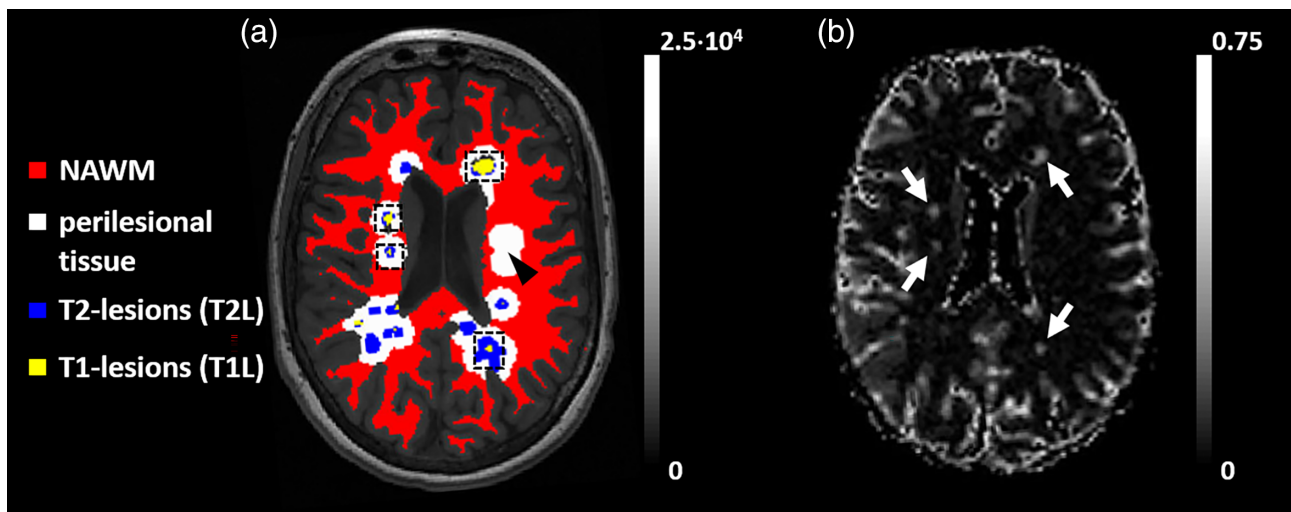 (a)
2.5·10⁴
(b)
0.75
NAWM
perilesional
tissue
T2-lesions (T2L)
T1-lesions (T1L)
0
0